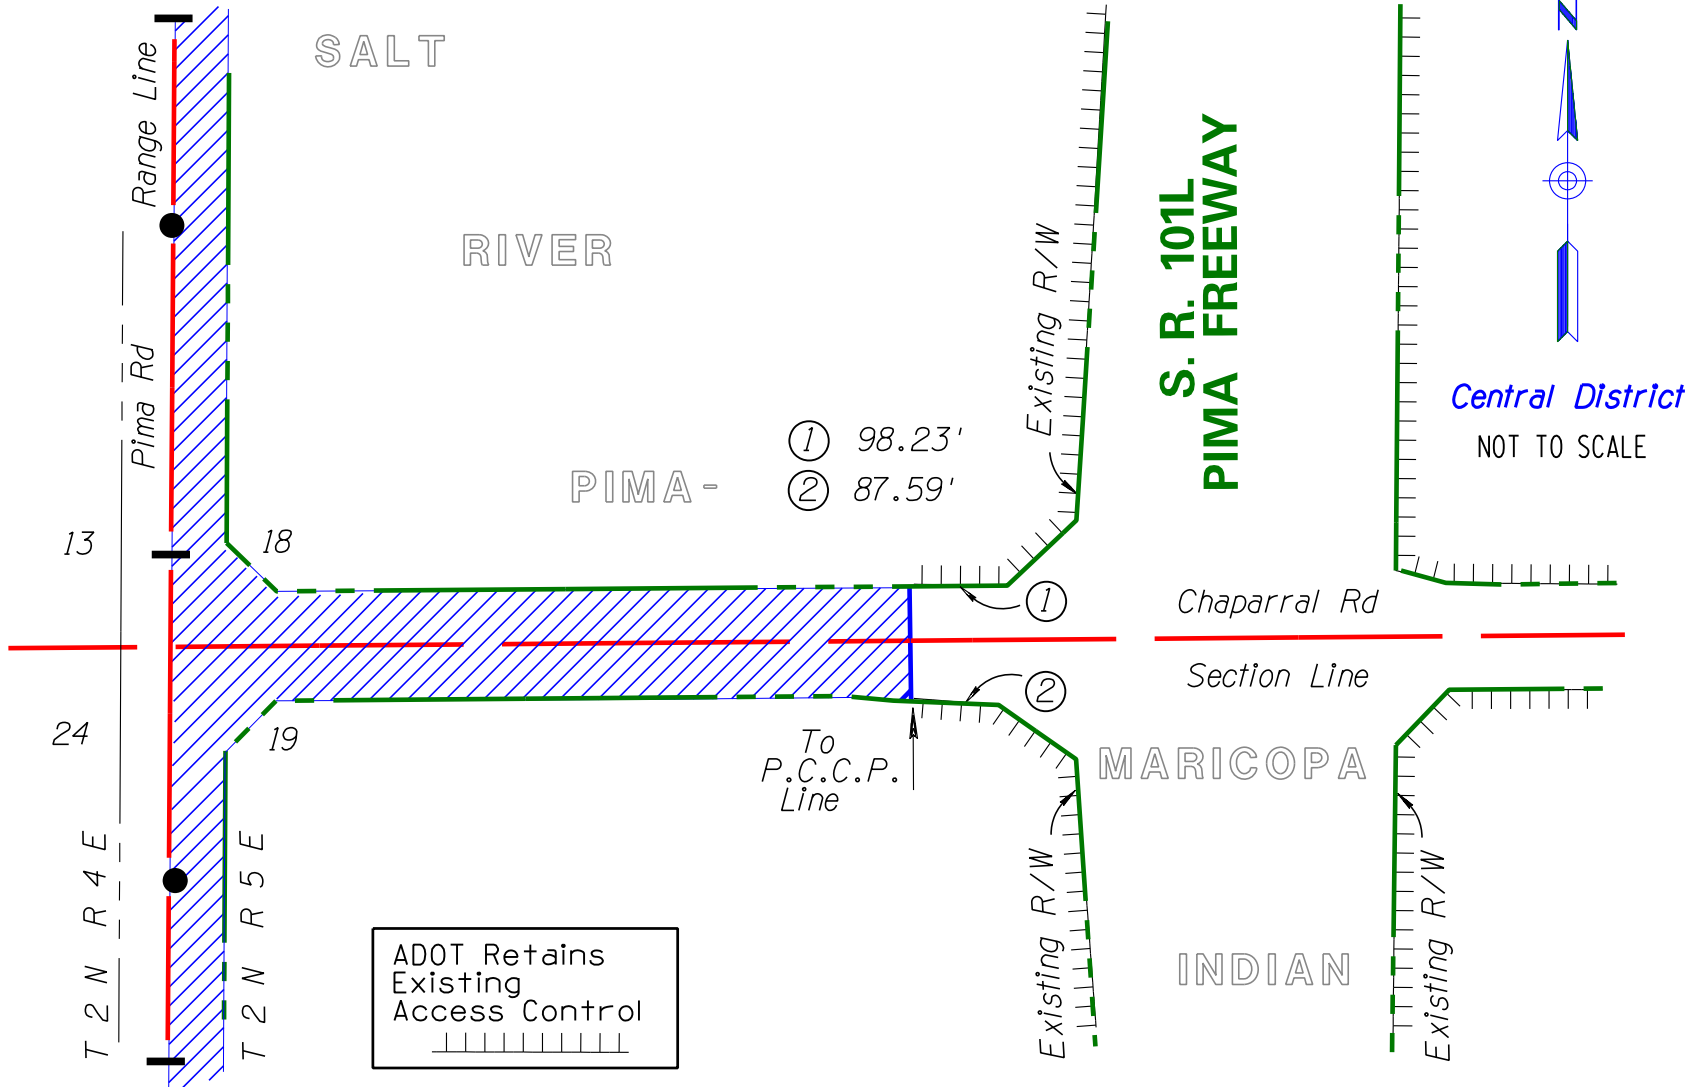 SALT
N
Range Line
RIVER
S. R. 101L
PIMA FREEWAY
Existing R/W
Pima Rd
Central District
NOT TO SCALE
1 98.23'
2 87.59'
PIMA-
13
18
1
Chaparral Rd
Section Line
2
24
19
To
P.C.C.P.
Line
MARICOPA
T 2 N R 4 E
T 2 N R 5 E
Existing R/W
Existing R/W
INDIAN
ADOT Retains
Existing
Access Control